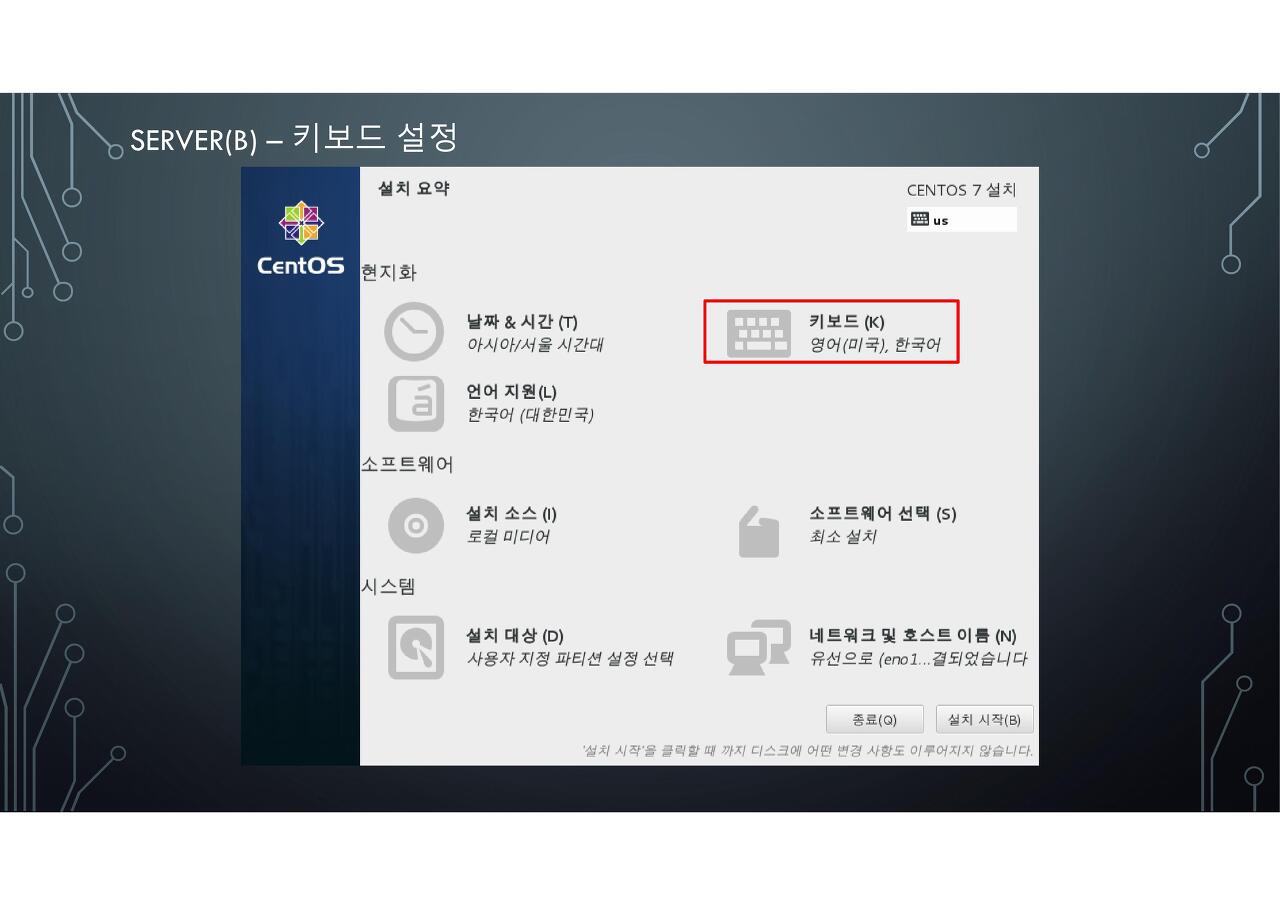 SERVER(B) – 키보드 설정
설치 요약
CENTOS 7 설치
us
CentOS
현지화
날짜 & 시간 (T)
아시아/서울 시간대
키보드 (K)
영어(미국), 한국어
언어 지원(L)
한국어 (대한민국)
소프트웨어
설치 소스 (I)
로컬 미디어
소프트웨어 선택 (S)
최소 설치
시스템
설치 대상 (D)
사용자 지정 파티션 설정 선택
네트워크 및 호스트 이름 (N)
유선으로 (eno1...결되었습니다
종료(Q)
설치 시작(B)
'설치 시작'을 클릭할 때 까지 디스크에 어떤 변경 사항도 이루어지지 않습니다.